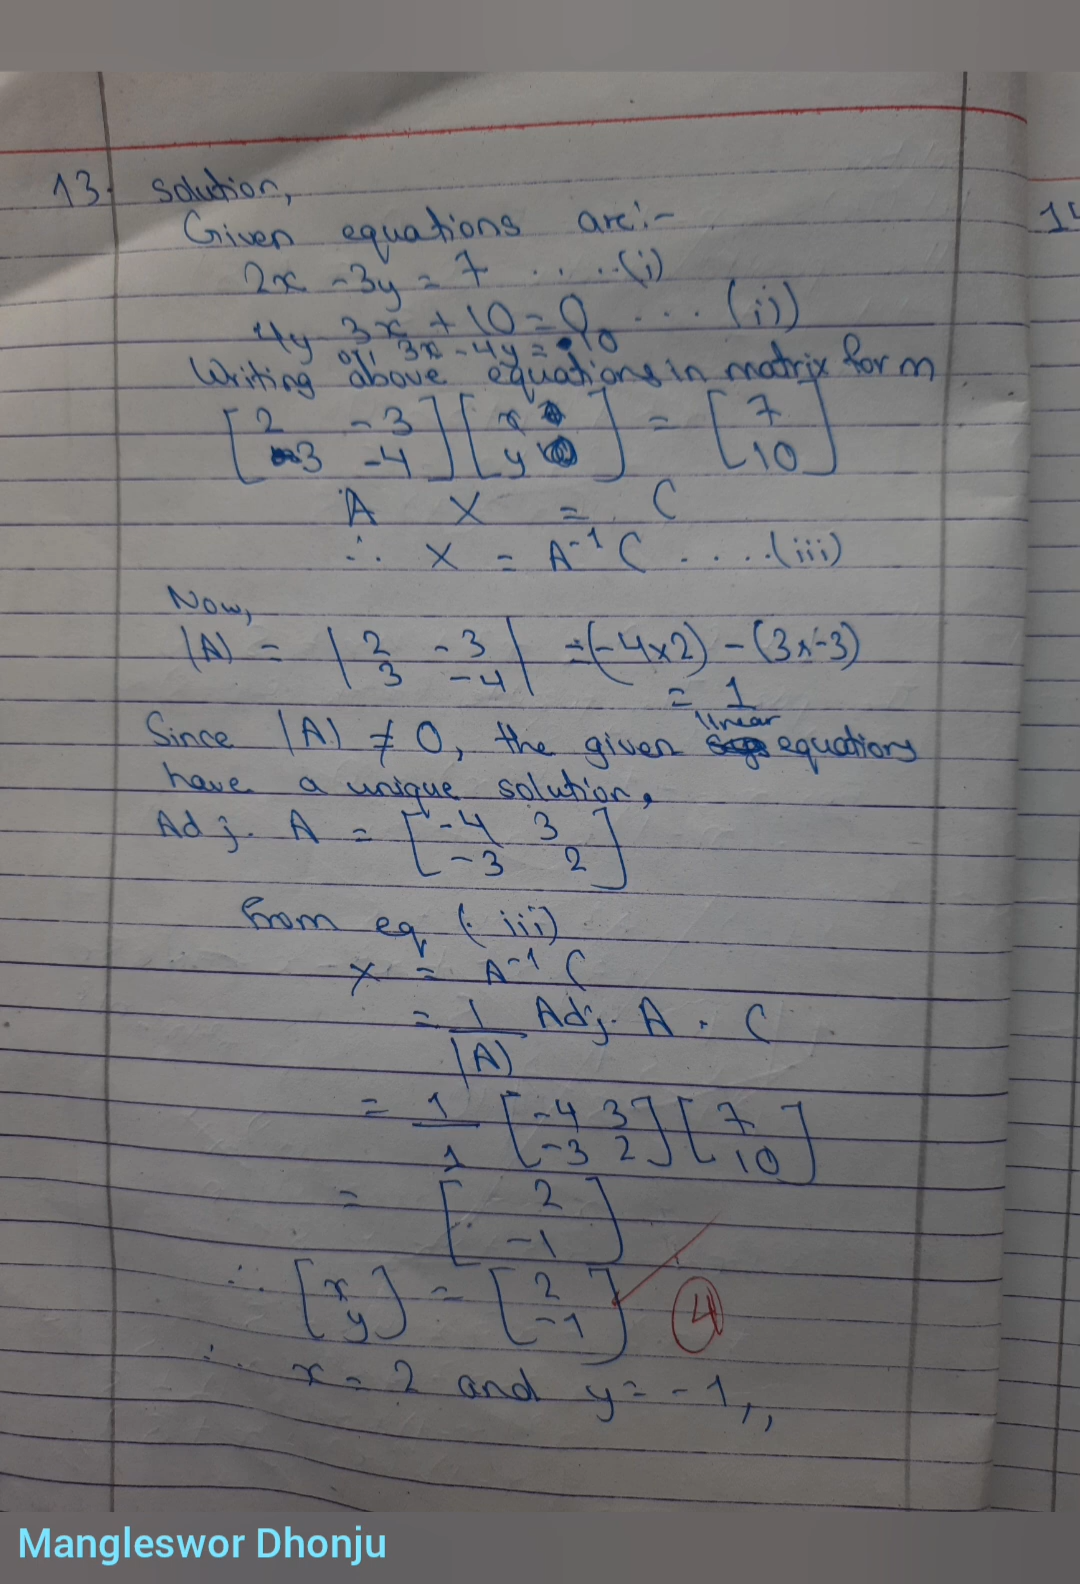 13. Solution,
Given equations are:-
2x - 3y = 7 .....(i)
4y - 3x + 10 = 0 .... (ii)
or, 3x - 4y = 10
Writing above equations in matrix form
[2 -3] [x] = [7]
[3 -4] [y] [10]
A X = C
∴ X = A⁻¹ C .....(iii)
Now,
|A| = | 2 -3 | = (-4×2) - (3×-3)
| 3 -4 |
= 1
Since |A| ≠ 0, the given linear equations
have a unique solution.
Adj. A = [-4 3]
[-3 2]
From eq (iii)
X = A⁻¹ C
= 1 Adj. A . C
|A|
= 1 [-4 3] [7]
1 [-3 2] [10]
= [2]
[-1]
∴ [x] = [2]
[y] [-1]
4
∴ x = 2 and y = -1,,
14
Mangleswor Dhonju